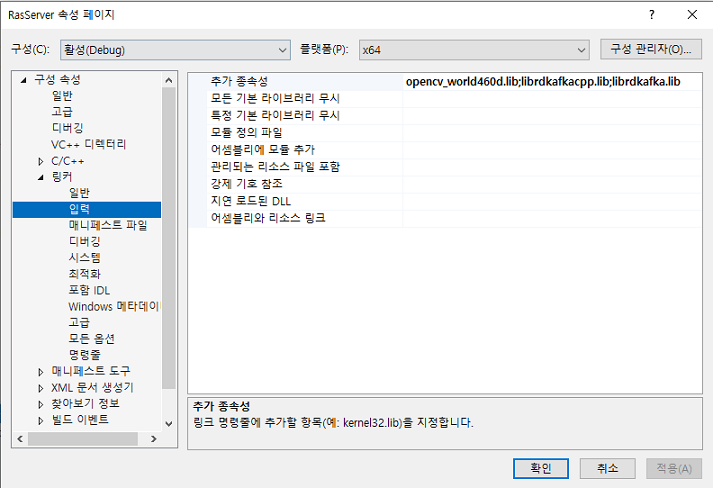 RasServer 속성 페이지
구성(C): 활성(Debug) 플랫폼(P): x64 구성 관리자(O)...
구성 속성
일반
고급
디버깅
VC++ 디렉터리
C/C++
링커
일반
입력
매니페스트 파일
디버깅
시스템
최적화
포함 IDL
Windows 메타데이
고급
모든 옵션
명령줄
매니페스트 도구
XML 문서 생성기
찾아보기 정보
빌드 이벤트
추가 종속성 opencv_world460d.lib;librdkafkacpp.lib;librdkafka.lib
모든 기본 라이브러리 무시
특정 기본 라이브러리 무시
모듈 정의 파일
어셈블리에 모듈 추가
관리되는 리소스 파일 포함
강제 기호 참조
지연 로드된 DLL
어셈블리와 리소스 링크
추가 종속성
링크 명령줄에 추가할 항목(예: kernel32.lib)을 지정합니다.
확인 취소 적용(A)